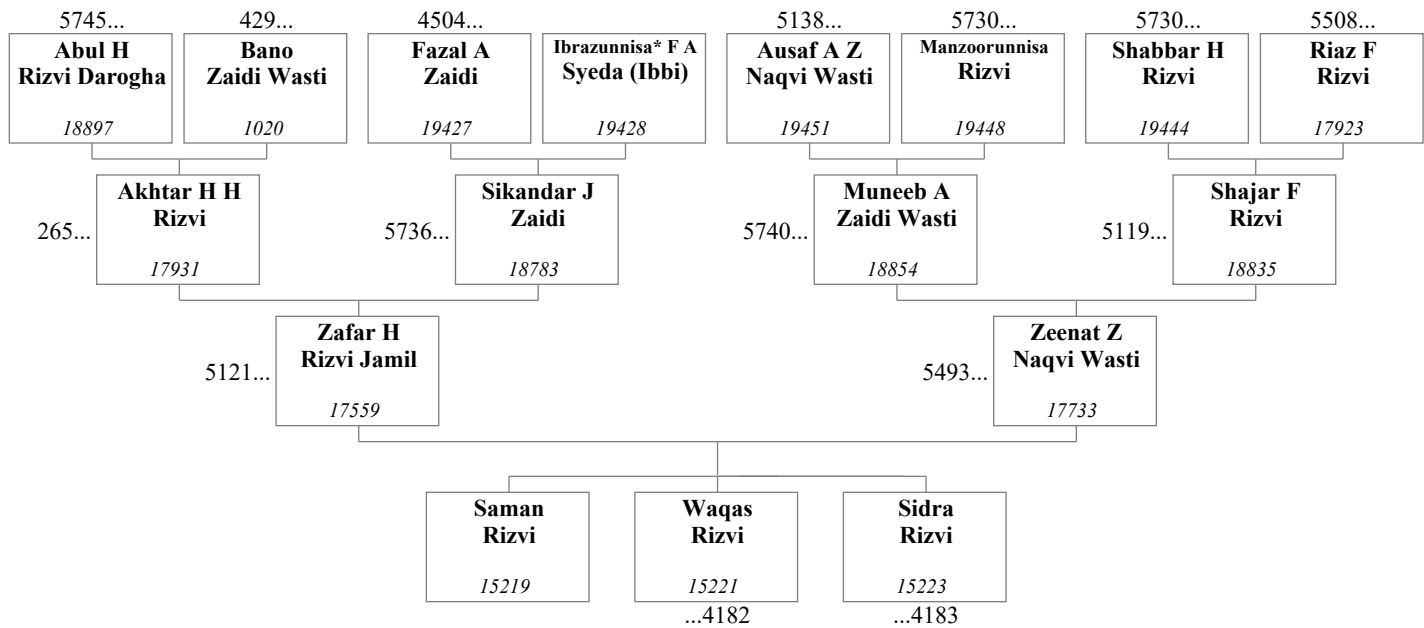 5745... 429... 4504... 5138... 5730... 5730... 5508...
Abul H
Rizvi Darogha
18897
Bano
Zaidi Wasti
1020
Fazal A
Zaidi
19427
Ibrazunnisa* F A
Syeda (Ibbi)
19428
Ausaf A Z
Naqvi Wasti
19451
Manzoorunnisa
Rizvi
19448
Shabbar H
Rizvi
19444
Riaz F
Rizvi
17923
265...
Akhtar H H
Rizvi
17931
5736...
Sikandar J
Zaidi
18783
5740...
Muneeb A
Zaidi Wasti
18854
5119...
Shajar F
Rizvi
18835
5121...
Zafar H
Rizvi Jamil
17559
5493...
Zeenat Z
Naqvi Wasti
17733
Saman
Rizvi
15219
Waqas
Rizvi
15221
...4182
Sidra
Rizvi
15223
...4183